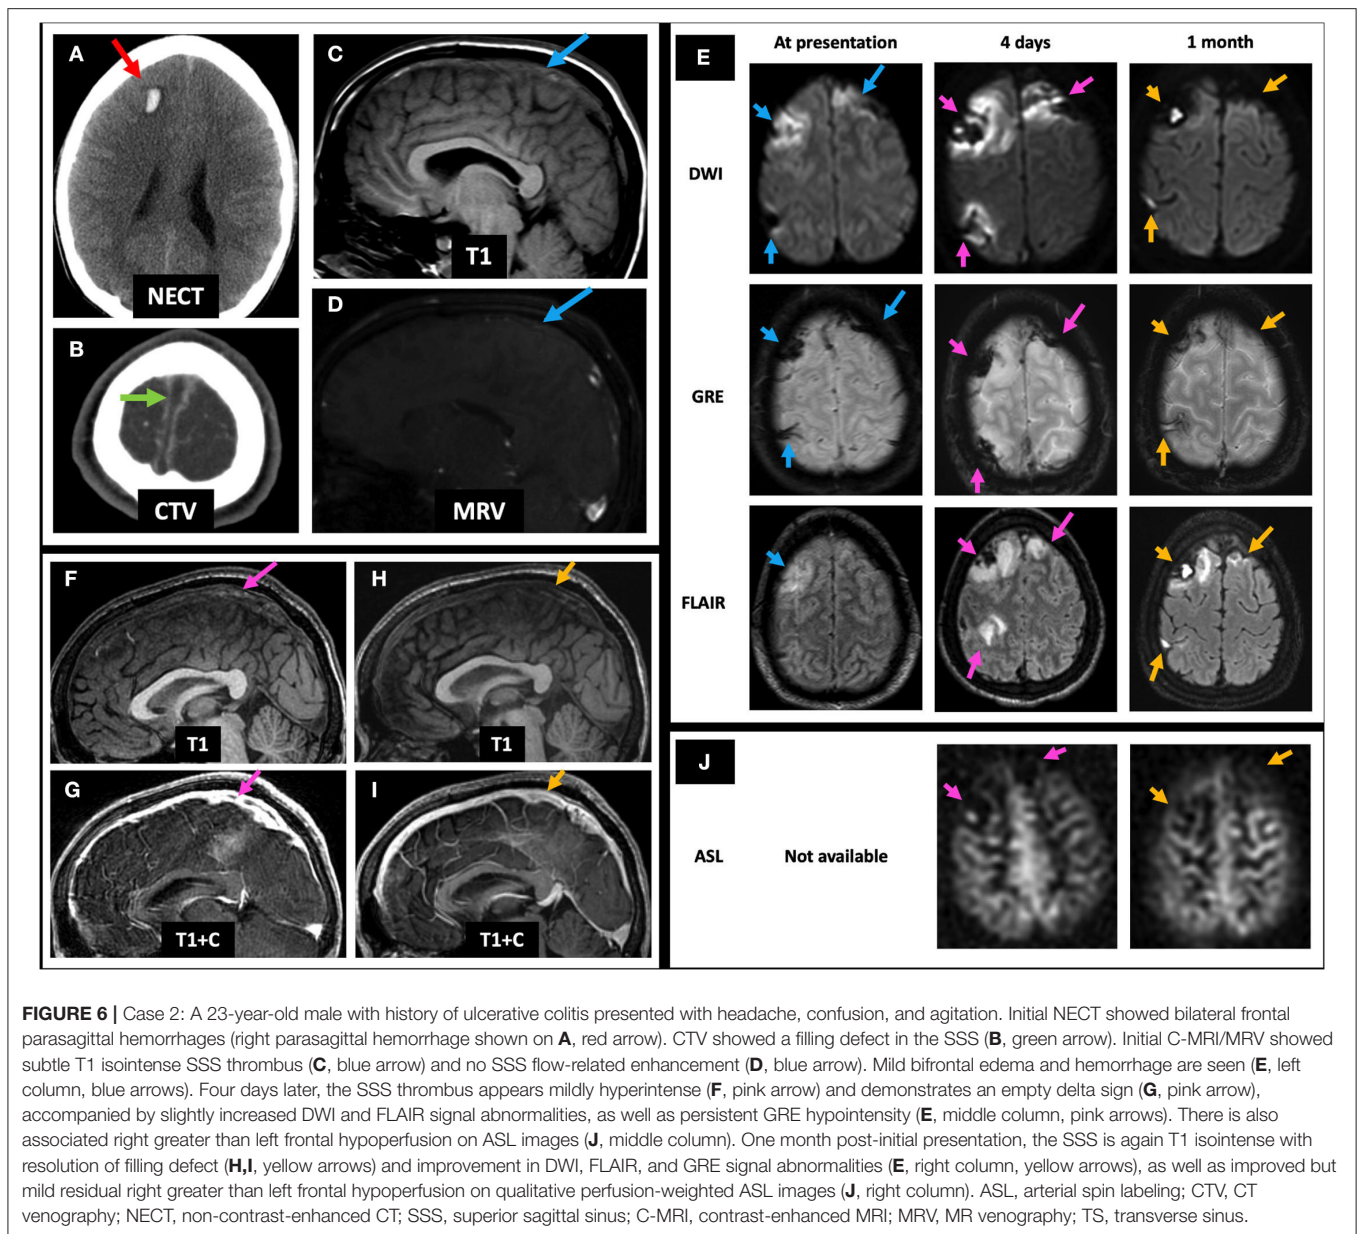 A
NECT
B
CTV
C
T1
D
MRV
E
At presentation
4 days
1 month
DWI
GRE
FLAIR
F
T1
H
T1
G
T1+C
I
T1+C
J
ASL
Not available
FIGURE 6 | Case 2: A 23-year-old male with history of ulcerative colitis presented with headache, confusion, and agitation. Initial NECT showed bilateral frontal
parasagittal hemorrhages (right parasagittal hemorrhage shown on A, red arrow). CTV showed a filling defect in the SSS (B, green arrow). Initial C-MRI/MRV showed
subtle T1 isointense SSS thrombus (C, blue arrow) and no SSS flow-related enhancement (D, blue arrow). Mild bifrontal edema and hemorrhage are seen (E, left
column, blue arrows). Four days later, the SSS thrombus appears mildly hyperintense (F, pink arrow) and demonstrates an empty delta sign (G, pink arrow),
accompanied by slightly increased DWI and FLAIR signal abnormalities, as well as persistent GRE hypointensity (E, middle column, pink arrows). There is also
associated right greater than left frontal hypoperfusion on ASL images (J, middle column). One month post-initial presentation, the SSS is again T1 isointense with
resolution of filling defect (H,I, yellow arrows) and improvement in DWI, FLAIR, and GRE signal abnormalities (E, right column, yellow arrows), as well as improved but
mild residual right greater than left frontal hypoperfusion on qualitative perfusion-weighted ASL images (J, right column). ASL, arterial spin labeling; CTV, CT
venography; NECT, non-contrast-enhanced CT; SSS, superior sagittal sinus; C-MRI, contrast-enhanced MRI; MRV, MR venography; TS, transverse sinus.